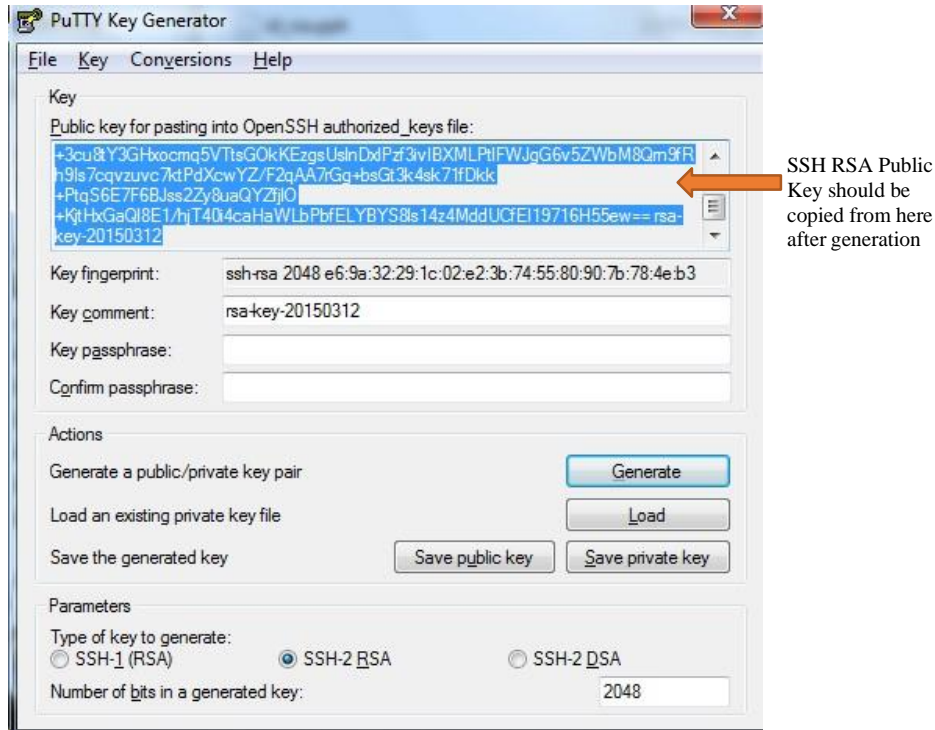 PuTTY Key Generator
File Key Conversions Help
Key
Public key for pasting into OpenSSH authorized_keys file:
+3cu8tY3GHxocmq5VTtsGOkKEzgsUslnDxlPzf3ivIBXMLPtlFWJgG6v5ZWbM8Qm9fR
h9ls7cqvzuvc7ktPdXcwYZ/F2qAA7rGg+bsGt3k4sk71fDkk
+PtqS6E7F6BJss2Zy8uaQYZfjlO
+KjtHxGaQI8E1/hjT40i4caHaWLbPbfELYBYS8ls14z4MddUCfEI19716H55ew== rsa-
key-20150312
SSH RSA Public
Key should be
copied from here
after generation
Key fingerprint: ssh-rsa 2048 e6:9a:32:29:1c:02:e2:3b:74:55:80:90:7b:78:4e:b3
Key comment: rsa-key-20150312
Key passphrase:
Confirm passphrase:
Actions
Generate a public/private key pair Generate
Load an existing private key file Load
Save the generated key Save public key Save private key
Parameters
Type of key to generate:
SSH-1 (RSA) SSH-2 RSA SSH-2 DSA
Number of bits in a generated key: 2048